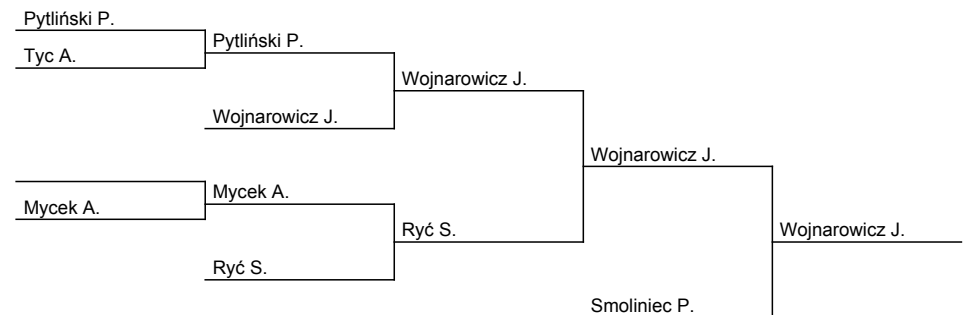 Pytliński P.
Pytliński P.
Tyc A.
Wojnarowicz J.
Wojnarowicz J.
Wojnarowicz J.
Mycek A.
Mycek A.
Ryć S.
Wojnarowicz J.
Ryć S.
Smoliniec P.